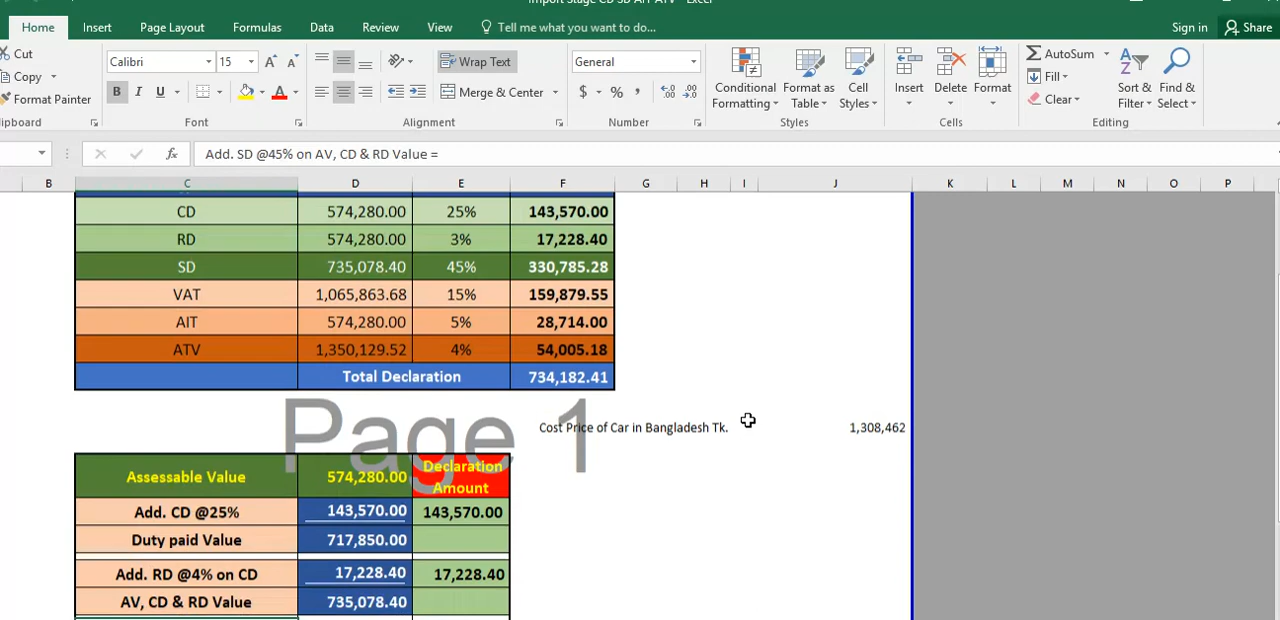 Import Stage CD SD AIT ATV - Excel
Home Insert Page Layout Formulas Data Review View Tell me what you want to do... Sign in Share
Cut
Copy
Format Painter
Calibri 15
B I U
Wrap Text
Merge & Center
General
$ % ,
Conditional Formatting
Format as Table
Cell Styles
Insert Delete Format
AutoSum
Fill
Clear
Sort & Filter
Find & Select
Font Alignment Number Styles Cells Editing
fx Add. SD @45% on AV, CD & RD Value =
B C D E F G H I J K L M N O P
CD 574,280.00 25% 143,570.00
RD 574,280.00 3% 17,228.40
SD 735,078.40 45% 330,785.28
VAT 1,065,863.68 15% 159,879.55
AIT 574,280.00 5% 28,714.00
ATV 1,350,129.52 4% 54,005.18
Total Declaration 734,182.41
Page 1
Cost Price of Car in Bangladesh Tk. 1,308,462
Assessable Value 574,280.00 Declaration Amount
Add. CD @25% 143,570.00 143,570.00
Duty paid Value 717,850.00
Add. RD @4% on CD 17,228.40 17,228.40
AV, CD & RD Value 735,078.40